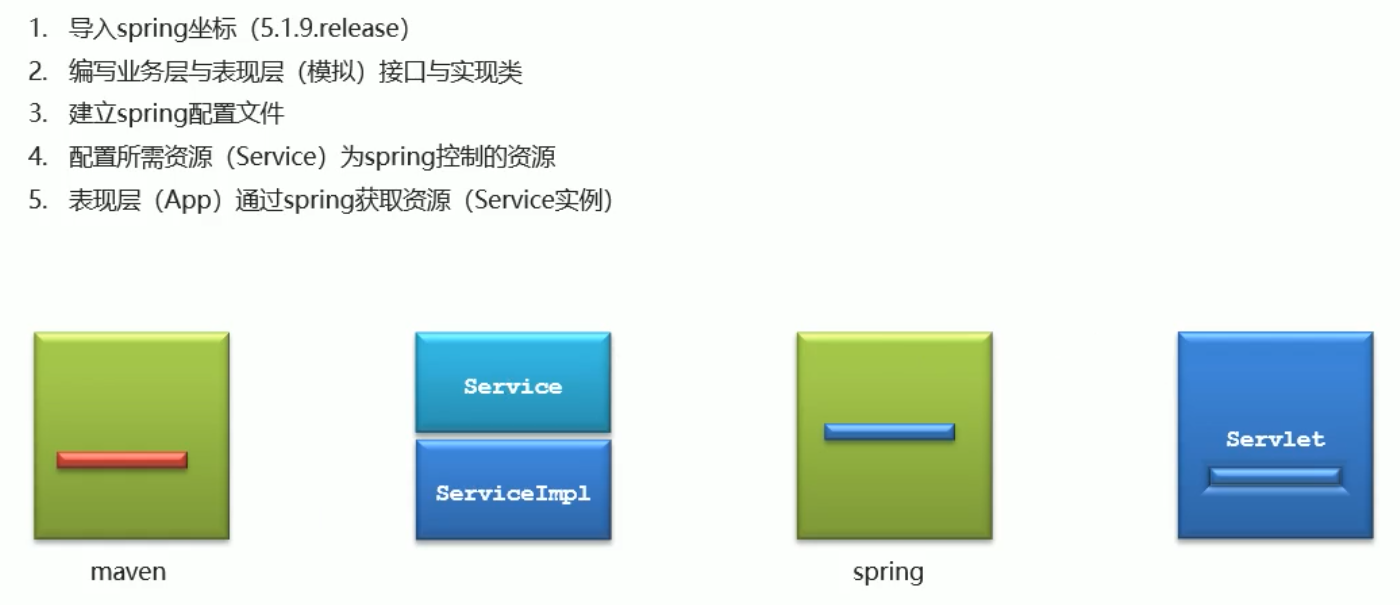 1. 导入spring坐标（5.1.9.release）
2. 编写业务层与表现层（模拟）接口与实现类
3. 建立spring配置文件
4. 配置所需资源（Service）为spring控制的资源
5. 表现层（App）通过spring获取资源（Service实例）
Service
ServiceImpl
Servlet
maven
spring